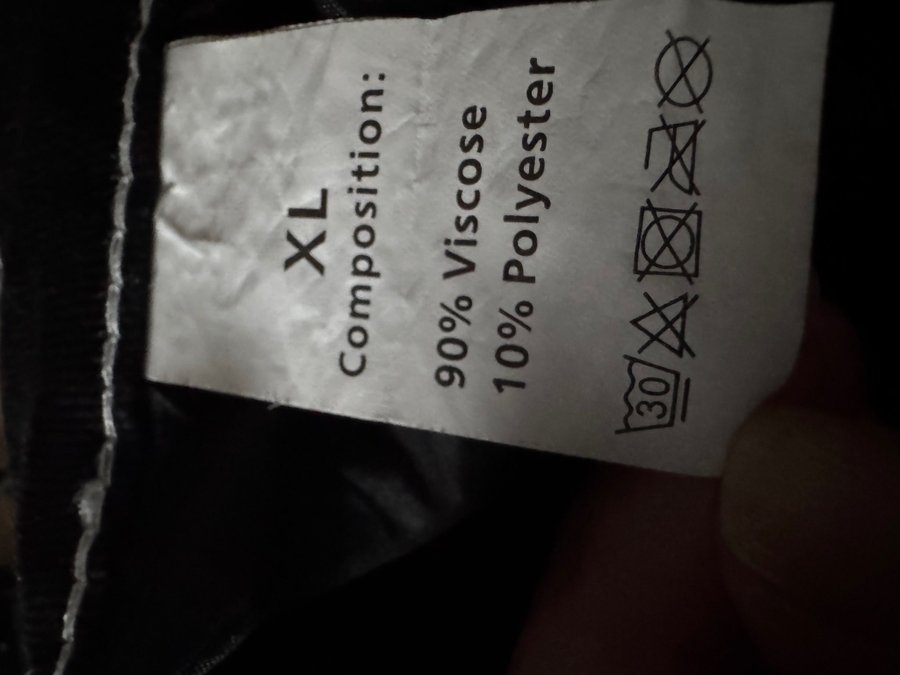 XL
Composition:
90% Viscose
10% Polyester
30